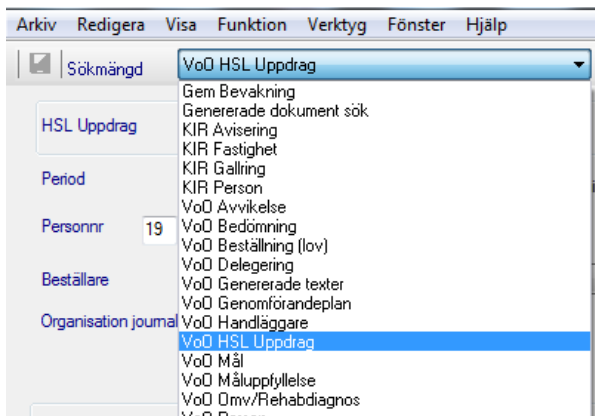 Arkiv Redigera Visa Funktion Verktyg Fönster Hjälp
Sökmängd VoO HSL Uppdrag
Gem Bevakning
Genererade dokument sök
KIR Avisering
HSL Uppdrag
KIR Fastighet
KIR Gallring
Period
KIR Person
VoO Avvikelse
Personnr 19
VoO Bedömning
VoO Beställning (lov)
VoO Delegering
Beställare
VoO Genererade texter
VoO Genomförandeplan
Organisation journal
VoO Handläggare
VoO HSL Uppdrag
VoO Mål
VoO Måluppfyllelse
VoO Omv/Rehabdiagnos